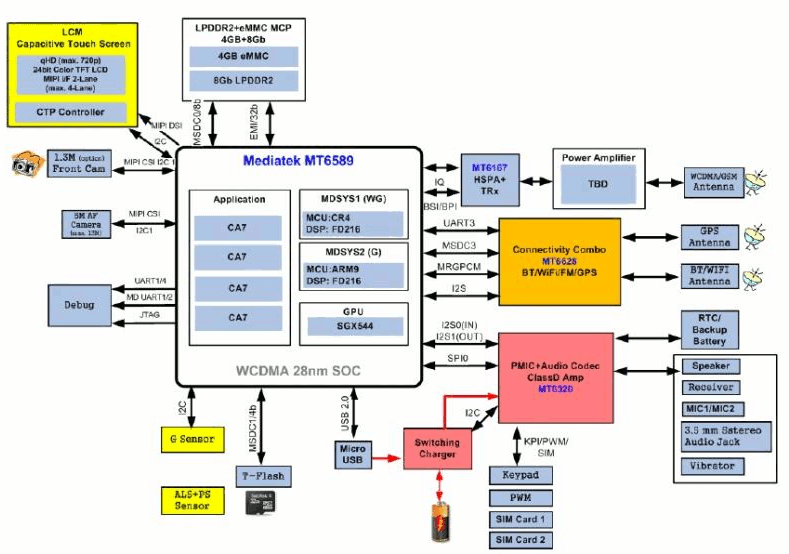 LCM
Capacitive Touch Screen
qHD (max. 720p)
24bit Color TFT LCD
MIPI I/F 2-Lane
(max. 4-Lane)
CTP Controller
LPDDR2+eMMC MCP
4GB+8Gb
4GB eMMC
8Gb LPDDR2
MIPI DSI
I2C
MSDC0/8b
EMI/32b
1.3M (option)
Front Cam
MIPI CSI I2C 1
5M AF
Camera
MIPI CSI
I2C1
Debug
UART1/4
MD UART1/2
JTAG
Mediatek MT6589
Application
CA7
CA7
CA7
CA7
MDSYS1 (WG)
MCU:CR4
DSP: FD216
MDSYS2 (G)
MCU:ARM9
DSP: FD216
GPU
SGX544
WCDMA 28nm SOC
IQ
BSI/BPI
MT6167
HSPA+
TRx
Power Amplifier
TBD
WCDMA/GSM
Antenna
UART3
MSDC3
MRGPCM
I2S
Connectivity Combo
MT6628
BT/WiFi/FM/GPS
GPS
Antenna
BT/WIFI
Antenna
I2S0(IN)
I2S1(OUT)
SPI0
PMIC+Audio Codec
ClassD Amp
MT6320
RTC/
Backup
Battery
Speaker
Receiver
MIC1/MIC2
3.5 mm Satereo
Audio Jack
Vibrator
I2C
G Sensor
ALS+PS
Sensor
MSDC1/4b
T-Flash
USB 2.0
Micro
USB
Switching
Charger
I2C
KPI/PWM/
SIM
Keypad
PWM
SIM Card 1
SIM Card 2